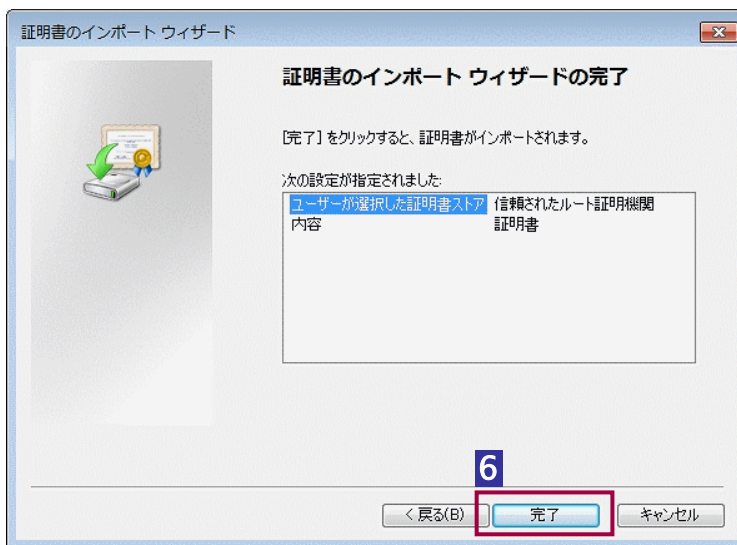 証明書のインポート ウィザード
証明書のインポート ウィザードの完了
[完了] をクリックすると、証明書がインポートされます。
次の設定が指定されました:
ユーザーが選択した証明書ストア 信頼されたルート証明機関
内容 証明書
6
< 戻る(B) 完了 キャンセル